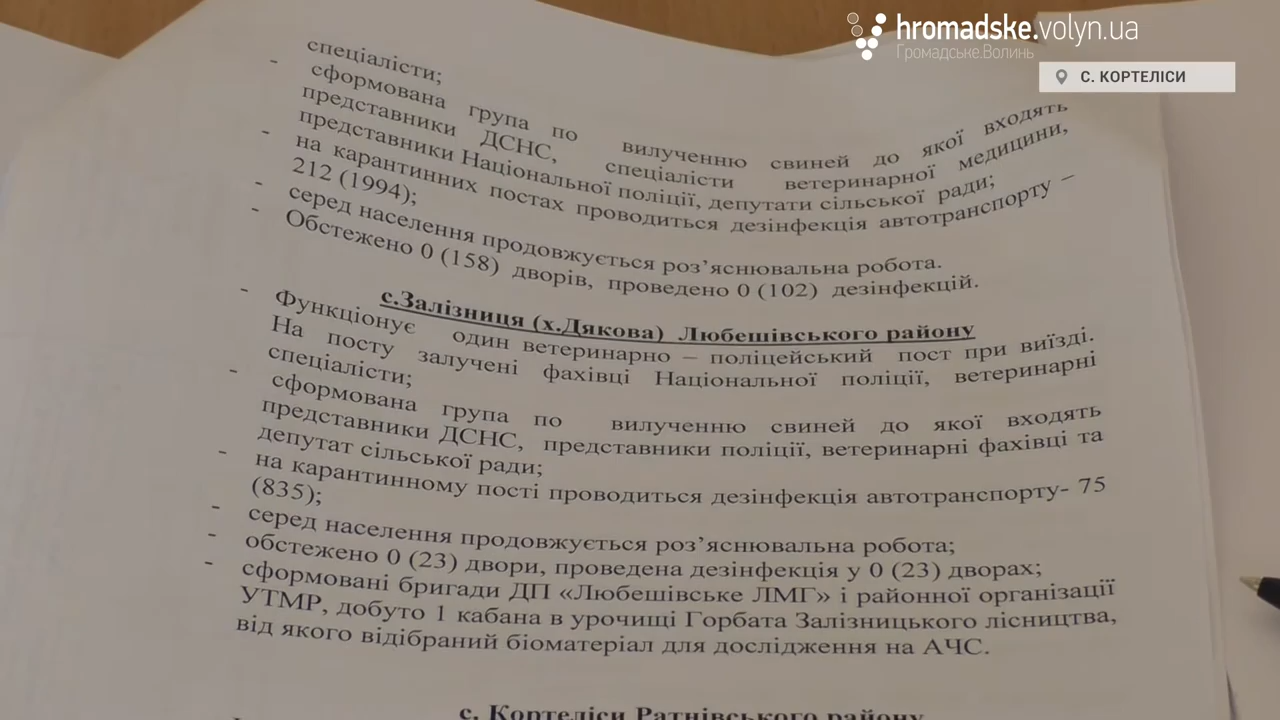 hromadske.volyn.ua
Громадське.Волинь
С. КОРТЕЛІСИ
спеціалісти;
- сформована група по вилученню свиней до якої входять
представники ДСНС, спеціалісти ветеринарної медицини,
представники Національної поліції, депутати сільської ради;
- на карантинних постах проводиться дезінфекція автотранспорту –
212 (1994);
- серед населення продовжується роз’яснювальна робота.
- Обстежено 0 (158) дворів, проведено 0 (102) дезінфекцій.
с.Залізниця (х.Дякова) Любешівського району
- Функціонує один ветеринарно – поліцейський пост при виїзді.
На посту залучені фахівці Національної поліції, ветеринарні
спеціалісти;
- сформована група по вилученню свиней до якої входять
представники ДСНС, представники поліції, ветеринарні фахівці та
депутат сільської ради;
- на карантинному пості проводиться дезінфекція автотранспорту- 75
(835);
- серед населення продовжується роз’яснювальна робота;
- обстежено 0 (23) двори, проведена дезінфекція у 0 (23) дворах;
- сформовані бригади ДП «Любешівське ЛМГ» і районної організації
УТМР, добуто 1 кабана в урочищі Горбата Залізницького лісництва,
від якого відібраний біоматеріал для дослідження на АЧС.
с. Кортеліси Ратнівського району